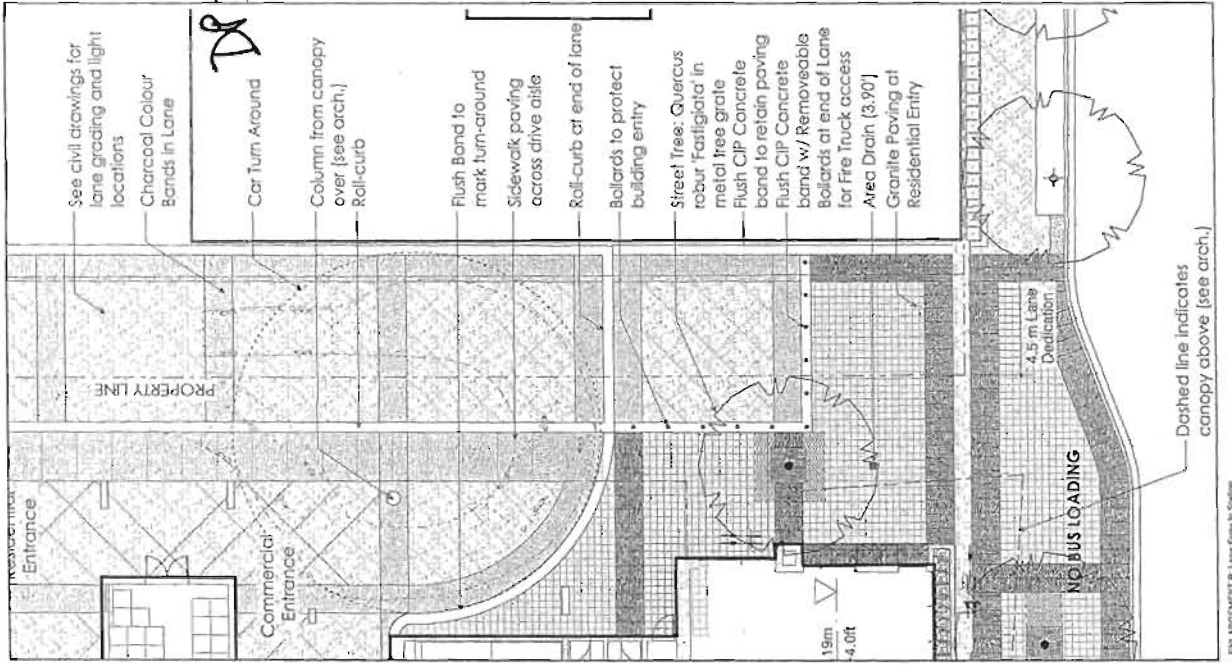 DP
See civil drawings for
lane grading and light
locations
Charcoal Colour
Bands in Lane
Car Turn Around
Column from canopy
over (see arch.)
Roll-curb
Flush Band to
mark turn-around
Sidewalk paving
across drive aisle
Roll-curb at end of lane
Bollards to protect
building entry
Street Tree: Quercus
robur 'Fastigiata' in
metal tree grate
Flush CIP Concrete
band to retain paving
Flush CIP Concrete
band w/ Removeable
Bollards at end of Lane
for Fire Truck access
Area Drain (3.90')
Granite Paving at
Residential Entry
PROPERTY LINE
Residential
Entrance
Commercial
Entrance
4.5 m Lane
Dedication
NO BUS LOADING
Dashed line indicates
canopy above (see arch.)
.19m
4.0ft